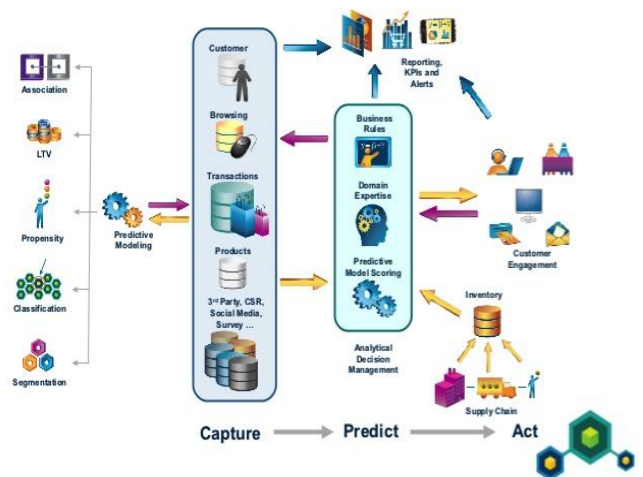 Association
LTV
Propensity
Classification
Segmentation
Predictive
Modeling
Customer
Browsing
Transactions
Products
3rd Party, CSR,
Social Media,
Survey ...
Reporting,
KPIs and
Alerts
Business
Rules
Domain
Expertise
Predictive
Model Scoring
Analytical
Decision
Management
Customer
Engagement
Inventory
Supply Chain
Capture
Predict
Act